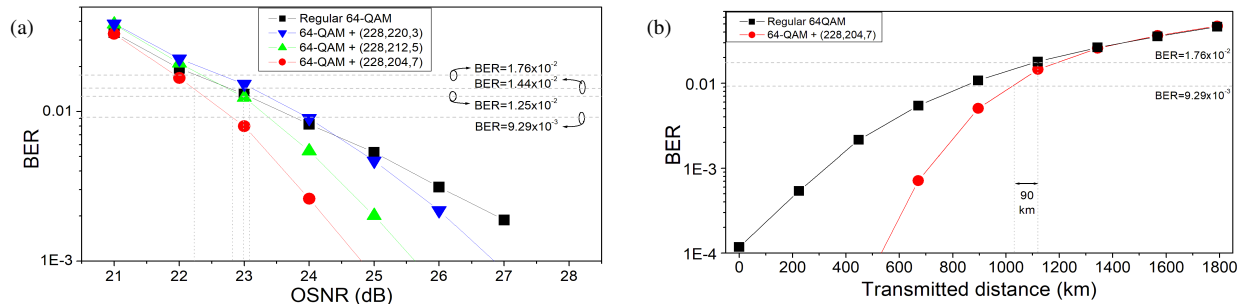 (a)
Regular 64-QAM
64-QAM + (228,220,3)
64-QAM + (228,212,5)
64-QAM + (228,204,7)
BER=1.76x10⁻²
BER=1.44x10⁻²
BER=1.25x10⁻²
BER=9.29x10⁻³
0.01
1E-3
BER
21 22 23 24 25 26 27 28
OSNR (dB)
(b)
Regular 64QAM
64-QAM + (228,204,7)
BER=1.76x10⁻²
BER=9.29x10⁻³
90
km
0.01
1E-3
1E-4
BER
0 200 400 600 800 1000 1200 1400 1600 1800
Transmitted distance (km)